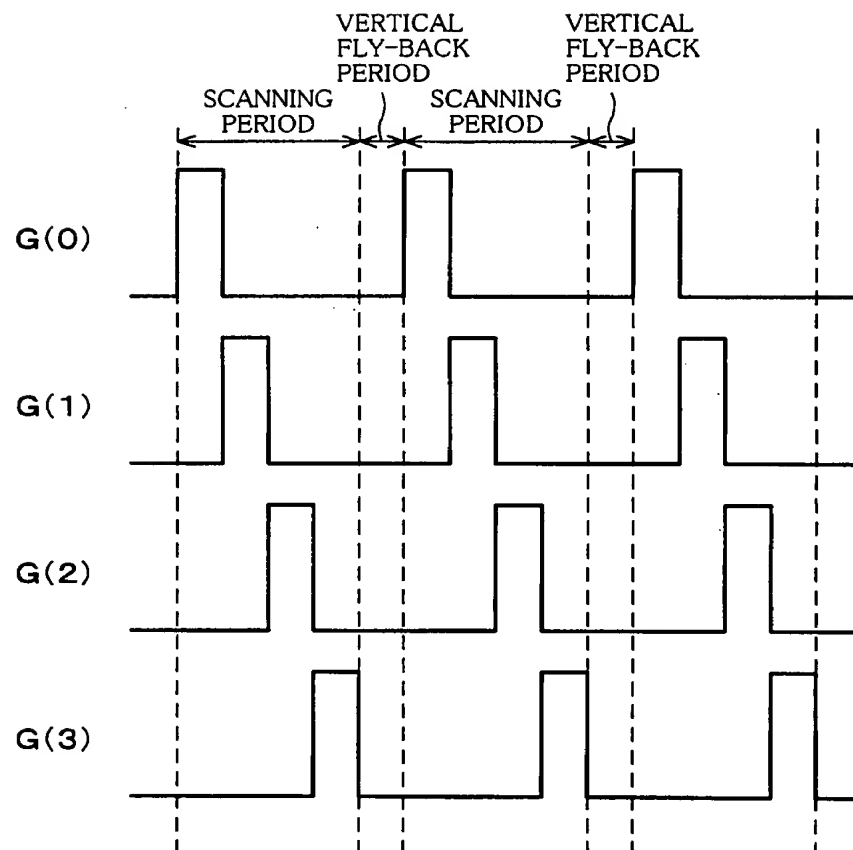 VERTICAL
FLY-BACK
PERIOD
VERTICAL
FLY-BACK
PERIOD
SCANNING
PERIOD
SCANNING
PERIOD
G(0)
G(1)
G(2)
G(3)